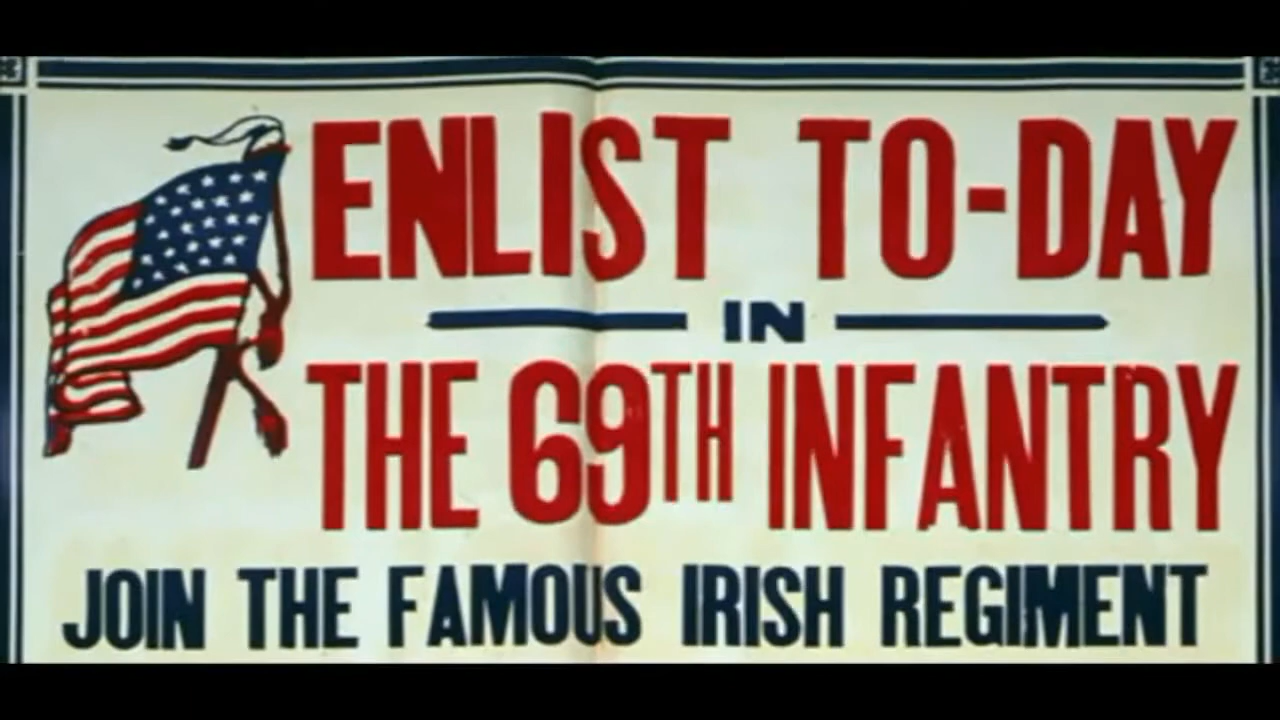 ENLIST TO-DAY
IN
THE 69TH INFANTRY
JOIN THE FAMOUS IRISH REGIMENT